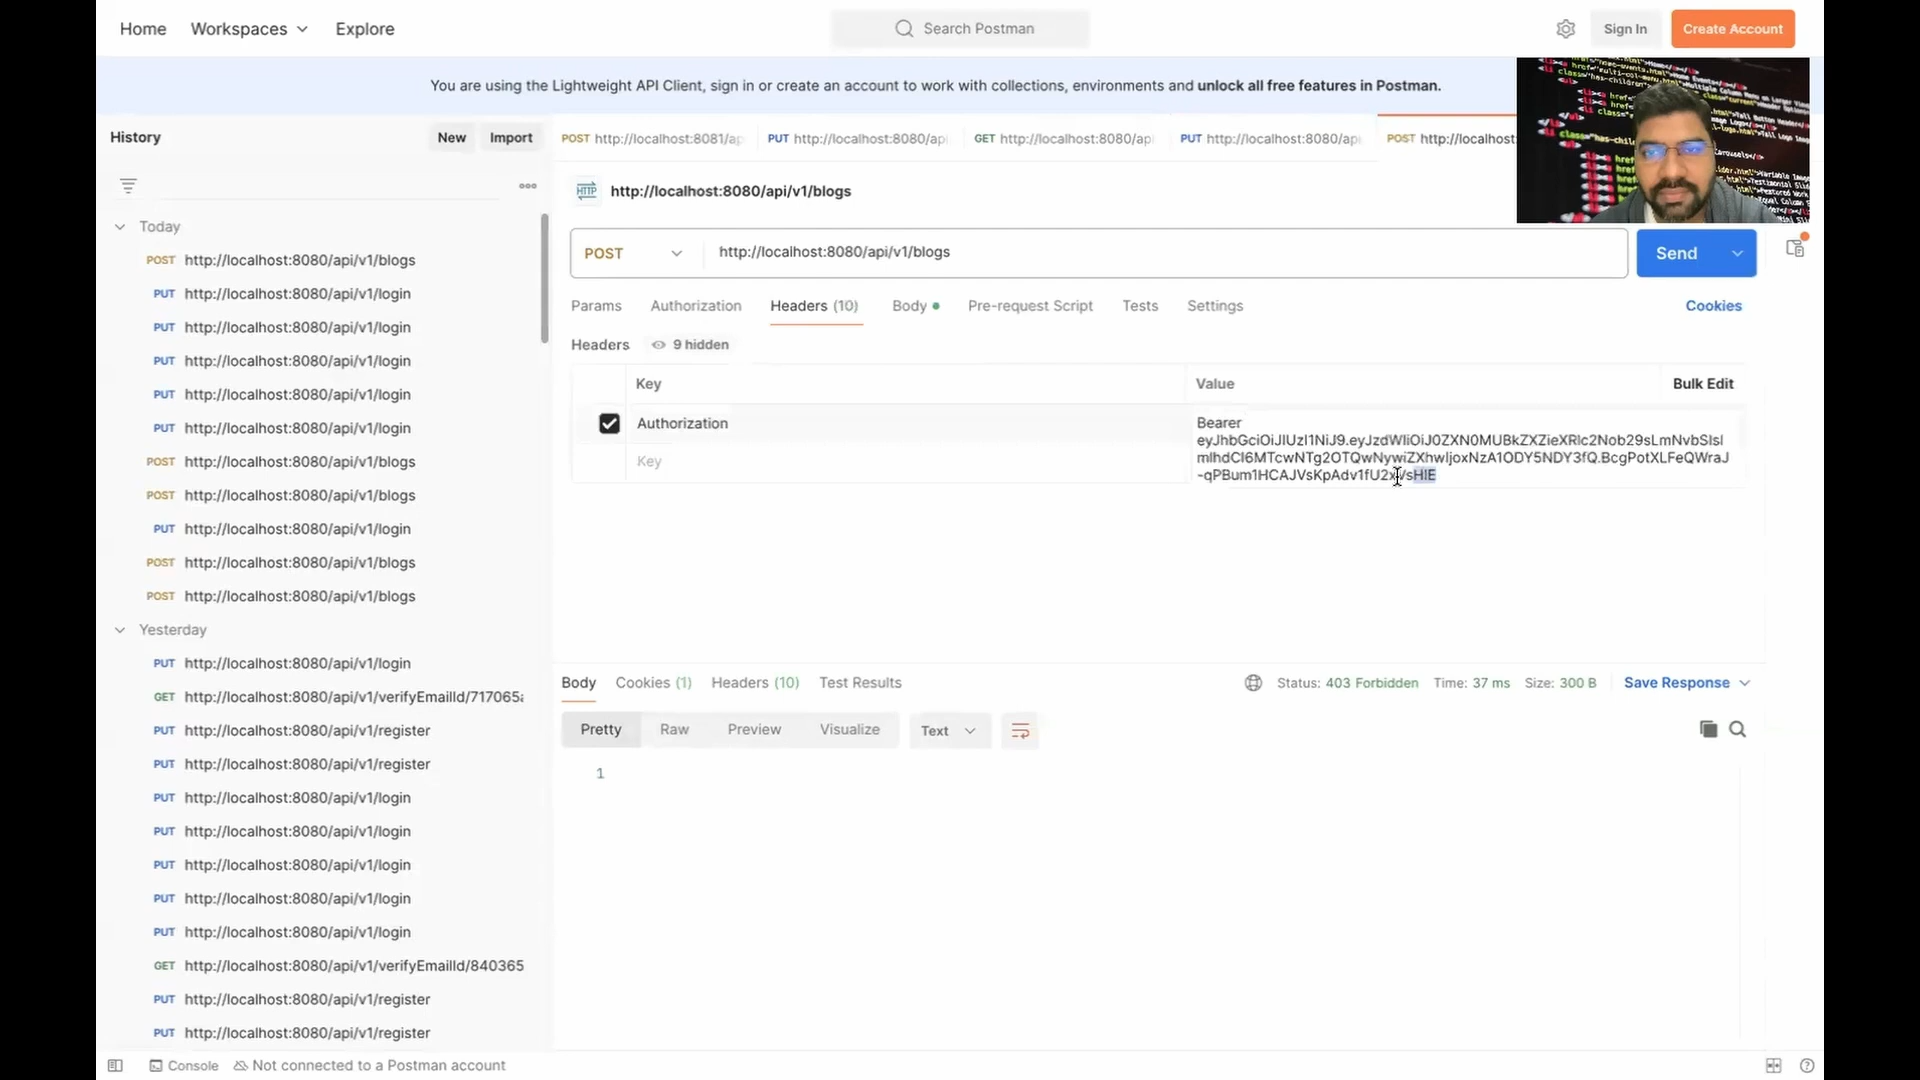 Home
Workspaces
Explore
Search Postman
Sign In
Create Account
You are using the Lightweight API Client, sign in or create an account to work with collections, environments and unlock all free features in Postman.
History
New
Import
POST http://localhost:8081/ap
PUT http://localhost:8080/api
GET http://localhost:8080/ap
PUT http://localhost:8080/ap
POST http://localhost
HTTP http://localhost:8080/api/v1/blogs
POST
http://localhost:8080/api/v1/blogs
Send
Params
Authorization
Headers (10)
Body
Pre-request Script
Tests
Settings
Cookies
Headers
9 hidden
Key
Value
Bulk Edit
Authorization
Bearer
Key
Today
POST http://localhost:8080/api/v1/blogs
PUT http://localhost:8080/api/v1/login
PUT http://localhost:8080/api/v1/login
PUT http://localhost:8080/api/v1/login
PUT http://localhost:8080/api/v1/login
PUT http://localhost:8080/api/v1/login
POST http://localhost:8080/api/v1/blogs
POST http://localhost:8080/api/v1/blogs
PUT http://localhost:8080/api/v1/login
POST http://localhost:8080/api/v1/blogs
POST http://localhost:8080/api/v1/blogs
Yesterday
PUT http://localhost:8080/api/v1/login
GET http://localhost:8080/api/v1/verifyEmailId/717065
PUT http://localhost:8080/api/v1/register
PUT http://localhost:8080/api/v1/register
PUT http://localhost:8080/api/v1/login
PUT http://localhost:8080/api/v1/login
PUT http://localhost:8080/api/v1/login
PUT http://localhost:8080/api/v1/login
PUT http://localhost:8080/api/v1/login
GET http://localhost:8080/api/v1/verifyEmailId/840365
PUT http://localhost:8080/api/v1/register
PUT http://localhost:8080/api/v1/register
Body
Cookies (1)
Headers (10)
Test Results
Status: 403 Forbidden
Time: 37 ms
Size: 300 B
Save Response
Pretty
Raw
Preview
Visualize
Text
1
Console
Not connected to a Postman account